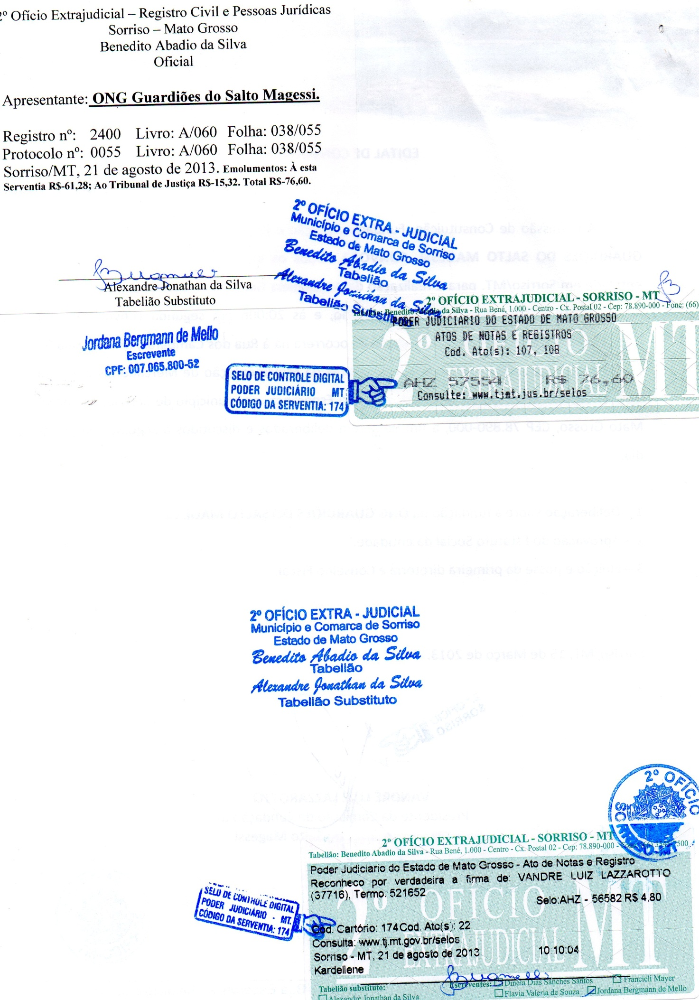 2º Ofício Extrajudicial – Registro Civil e Pessoas Jurídicas
Sorriso – Mato Grosso
Benedito Abadio da Silva
Oficial
Apresentante: ONG Guardiões do Salto Magessi.
Registro nº: 2400 Livro: A/060 Folha: 038/055
Protocolo nº: 0055 Livro: A/060 Folha: 038/055
Sorriso/MT, 21 de agosto de 2013. Emolumentos: À esta
Serventia R$-61,28; Ao Tribunal de Justiça R$-15,32. Total R$-76,60.
2º OFÍCIO EXTRA - JUDICIAL
Município e Comarca de Sorriso
Estado de Mato Grosso
Benedito Abadio da Silva
Tabelião
Alexandre Jonathan da Silva
Tabelião Substituto
Alexandre Jonathan da Silva
Tabelião Substituto
Jordana Bergmann de Mello
Escrevente
CPF: 007.065.800-52
SELO DE CONTROLE DIGITAL
PODER JUDICIÁRIO MT
CÓDIGO DA SERVENTIA: 174
2º OFÍCIO EXTRAJUDICIAL - SORRISO - MT
Tabelião: Benedito Abadio da Silva - Rua Bené, 1.000 - Centro - Cx. Postal 02 - Cep: 78.890-000 - Fone: (66)
PODER JUDICIARIO DO ESTADO DE MATO GROSSO
ATOS DE NOTAS E REGISTROS
Cod. Ato(s): 107, 108
AHZ 57554 R$ 76,60
Consulte: www.tjmt.jus.br/selos
2º OFÍCIO EXTRAJUDICIAL MT
2º OFÍCIO EXTRA - JUDICIAL
Município e Comarca de Sorriso
Estado de Mato Grosso
Benedito Abadio da Silva
Tabelião
Alexandre Jonathan da Silva
Tabelião Substituto
2º OFÍCIO
SORRISO-MT
2º OFÍCIO EXTRAJUDICIAL - SORRISO - MT
Tabelião: Benedito Abadio da Silva - Rua Bené, 1.000 - Centro - Cx. Postal 02 - Cep: 78.890-000 -
Poder Judiciario do Estado de Mato Grosso - Ato de Notas e Registro
Reconheco por verdadeira a firma de: VANDRE LUIZ LAZZAROTTO
(37716), Termo. 521652
Selo:AHZ - 56582 R$ 4,80
SELO DE CONTROLE DIGITAL
PODER JUDICIÁRIO - MT.
CÓDIGO DA SERVENTIA: 174
Cod. Cartório: 174 Cod. Ato(s): 22
Consulta: www.tj.mt.gov.br/selos
Sorriso - MT, 21 de agosto de 2013 10:10:04
Kardeliene
2º OFÍCIO EXTRAJUDICIAL MT
Tabelião substituto: Escreventes: Dineia Dias Sanches Santos Francieli Mayer
Alexandre Jonathan da Silva Flavia Valeria de Souza Jordana Bergmann de Mello